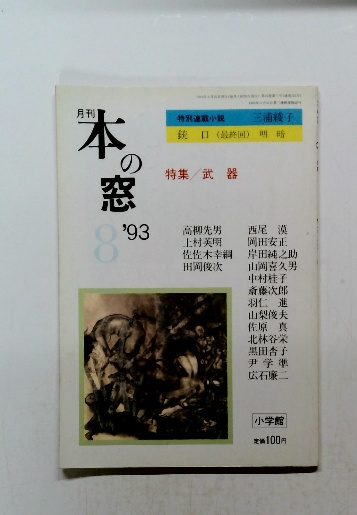 特別連載小説 三浦綾子
銃口(最終回) 明暗
月刊
本の窓
8
'93
特集/武器
高柳先男
上村英明
佐佐木幸綱
田岡俊次
西尾漠
岡田安正
岸田純之助
山岡喜久男
中村桂子
斎藤次郎
羽仁進
山梨俊夫
佐原真
北林谷栄
黒田杏子
尹学準
広石廉二
小学館
定価100円